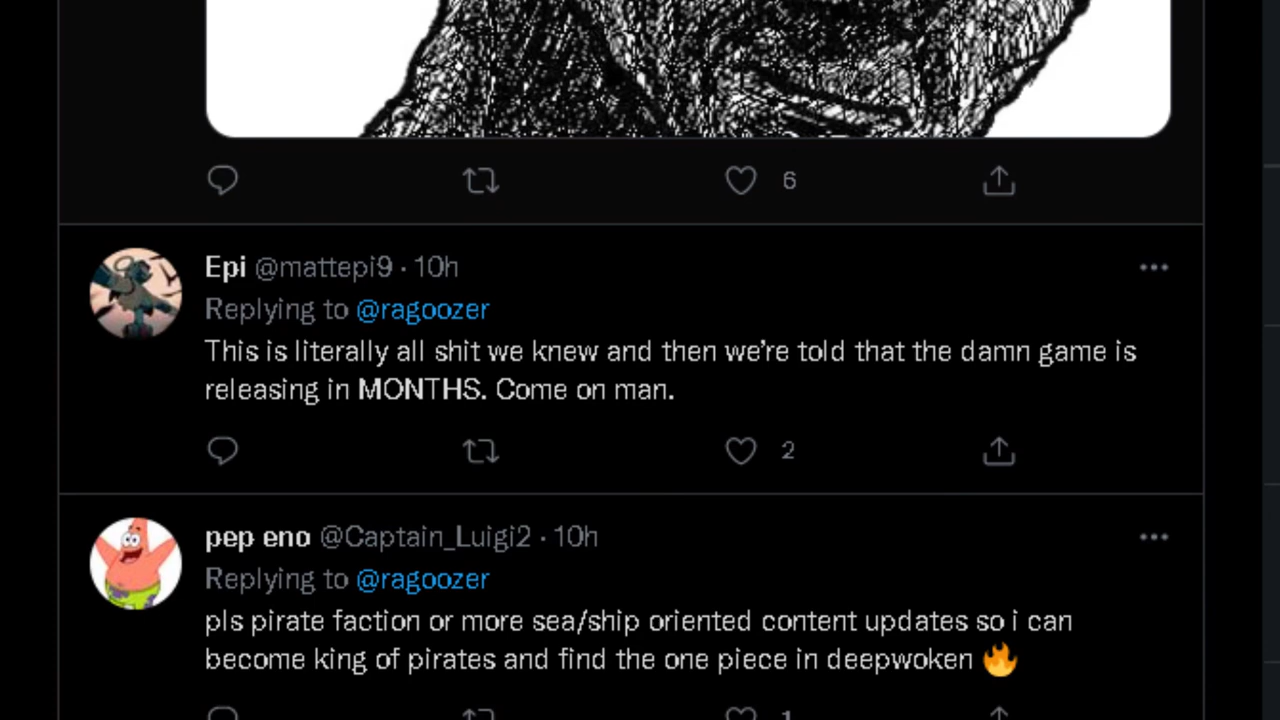 6
Epi @mattepi9 · 10h
Replying to @ragoozer
This is literally all shit we knew and then we’re told that the damn game is
releasing in MONTHS. Come on man.
2
pep eno @Captain_Luigi2 · 10h
Replying to @ragoozer
pls pirate faction or more sea/ship oriented content updates so i can
become king of pirates and find the one piece in deepwoken 🔥
1